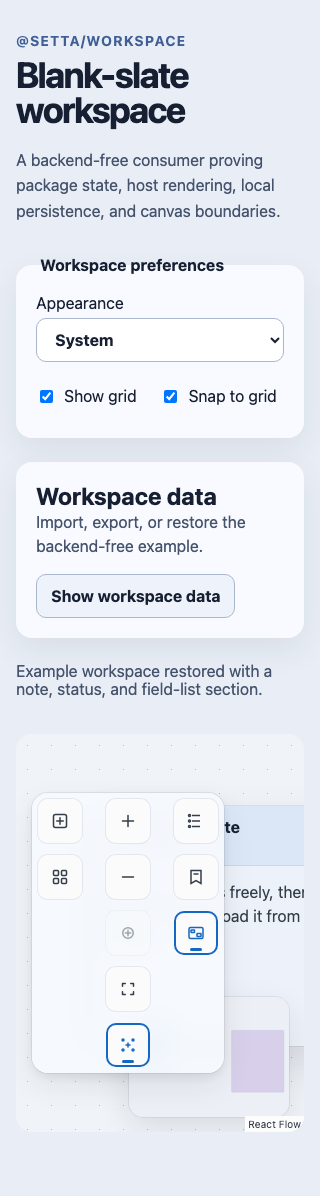 @SETTA/WORKSPACE
Blank-slate
workspace
A backend-free consumer proving
package state, host rendering, local
persistence, and canvas boundaries.
Workspace preferences
Appearance
System
Show grid
Snap to grid
Workspace data
Import, export, or restore the
backend-free example.
Show workspace data
Example workspace restored with a
note, status, and field-list section.
te
freely, then
oad it from
React Flow